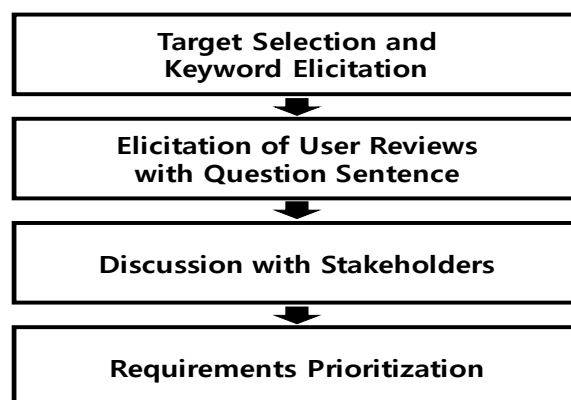 Target Selection and
Keyword Elicitation
Elicitation of User Reviews
with Question Sentence
Discussion with Stakeholders
Requirements Prioritization